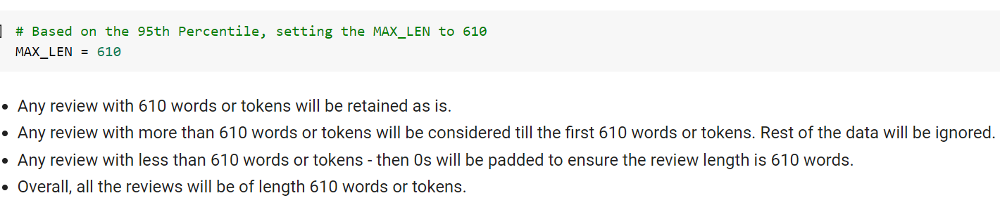 # Based on the 95th Percentile, setting the MAX_LEN to 610
MAX_LEN = 610
• Any review with 610 words or tokens will be retained as is.
• Any review with more than 610 words or tokens will be considered till the first 610 words or tokens. Rest of the data will be ignored.
• Any review with less than 610 words or tokens - then 0s will be padded to ensure the review length is 610 words.
• Overall, all the reviews will be of length 610 words or tokens.